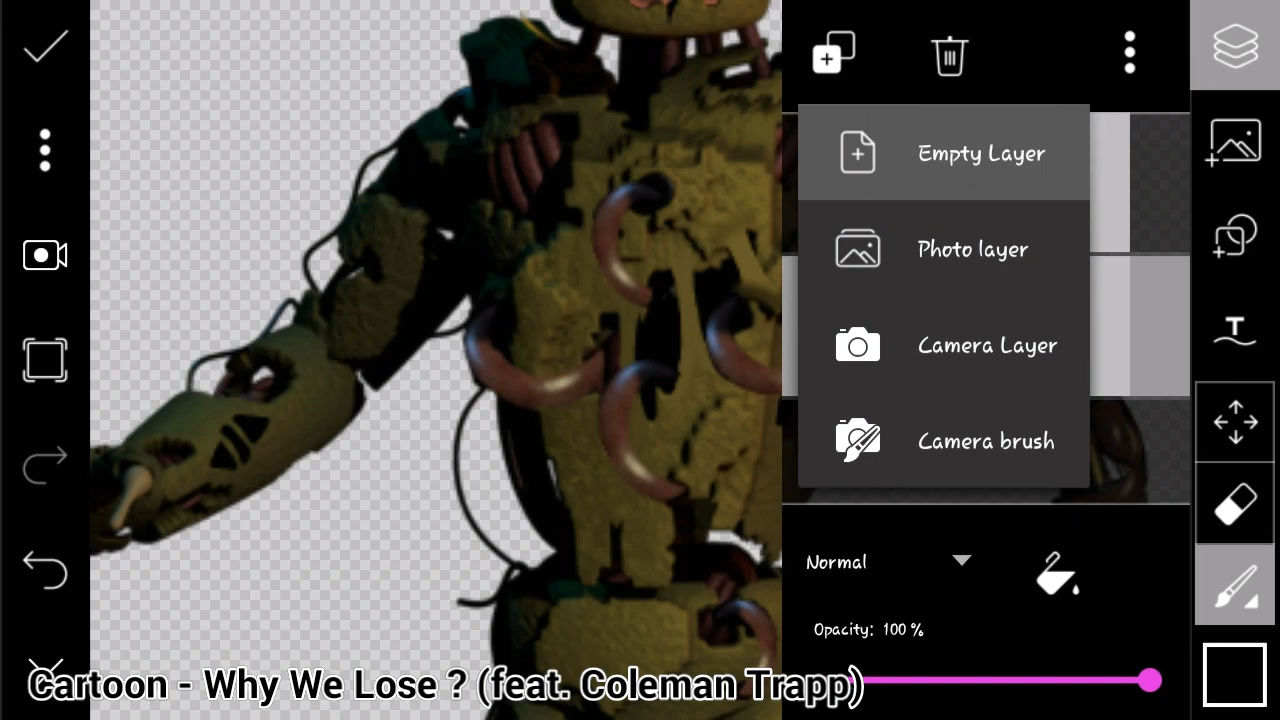 Empty Layer
Photo layer
Camera Layer
Camera brush
Normal
Opacity: 100 %
Cartoon - Why We Lose ? (feat. Coleman Trapp)